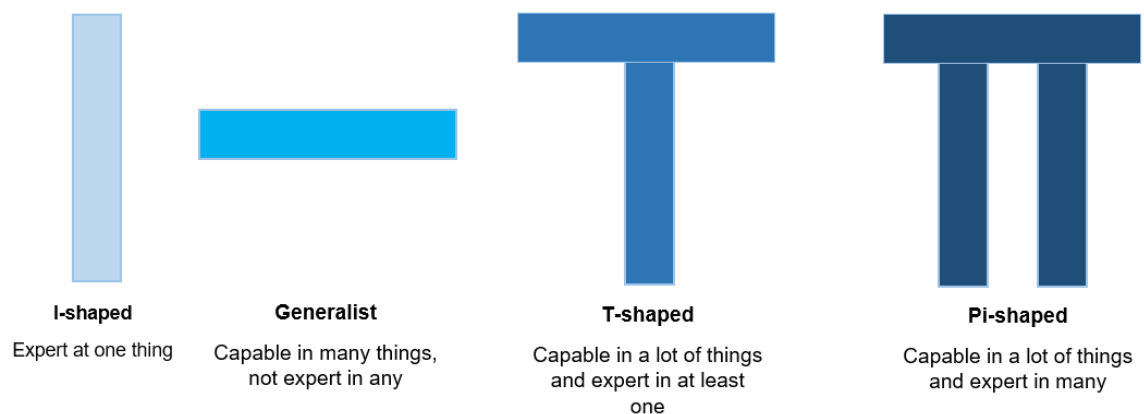 I-shaped
Expert at one thing
Generalist
Capable in many things,
not expert in any
T-shaped
Capable in a lot of things
and expert in at least
one
Pi-shaped
Capable in a lot of things
and expert in many